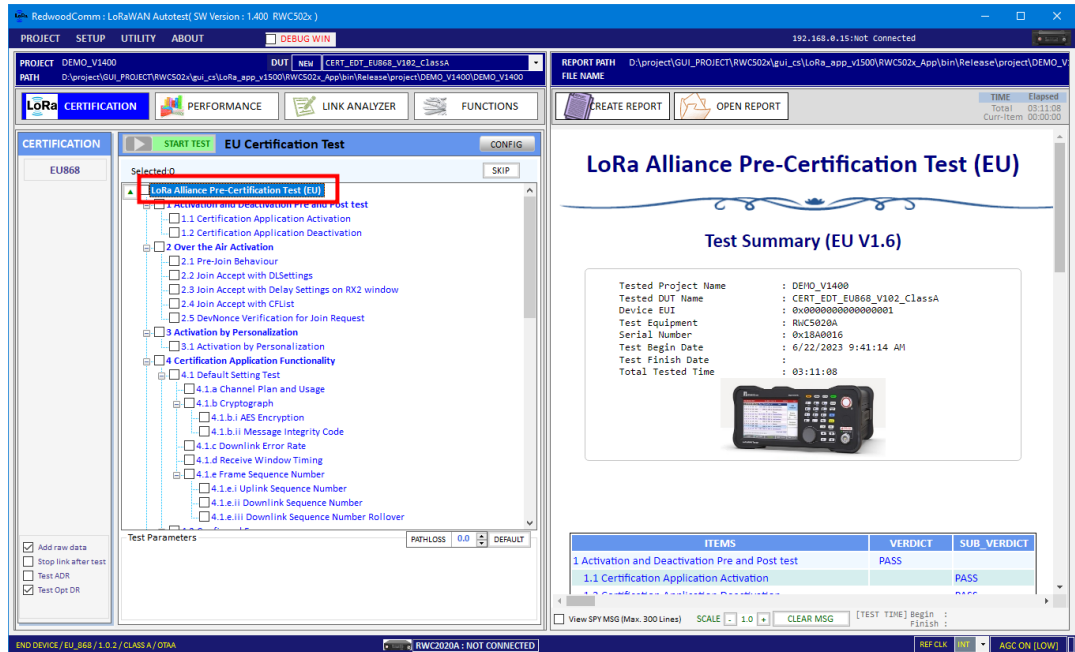 RedwoodComm : LoRaWAN Autotest( SW Version : 1.400 RWC502x )
PROJECT SETUP UTILITY ABOUT DEBUG WIN 192.168.0.15:Not Connected
PROJECT DEMO_V1400 DUT NEW CERT_EDT_EU868_V102_ClassA
PATH D:\project\GUI_PROJECT\RWC502x\gui_cs\LoRa_app_v1500\RWC502x_App\bin\Release\project\DEMO_V1400\DEMO_V1400
REPORT PATH D:\project\GUI_PROJECT\RWC502x\gui_cs\LoRa_app_v1500\RWC502x_App\bin\Release\project\DEMO_V1
FILE NAME
LoRa CERTIFICATION PERFORMANCE LINK ANALYZER FUNCTIONS
CREATE REPORT OPEN REPORT
TIME Elapsed
Total 03:11:08
Curr-Item 00:00:00
CERTIFICATION
EU868
START TEST EU Certification Test CONFIG
Selected:0 SKIP
LoRa Alliance Pre-Certification Test (EU)
1 Activation and Deactivation Pre and Post test
1.1 Certification Application Activation
1.2 Certification Application Deactivation
2 Over the Air Activation
2.1 Pre-Join Behaviour
2.2 Join Accept with DLSettings
2.3 Join Accept with Delay Settings on RX2 window
2.4 Join Accept with CFList
2.5 DevNonce Verification for Join Request
3 Activation by Personalization
3.1 Activation by Personalization
4 Certification Application Functionality
4.1 Default Setting Test
4.1.a Channel Plan and Usage
4.1.b Cryptograph
4.1.b.i AES Encryption
4.1.b.ii Message Integrity Code
4.1.c Downlink Error Rate
4.1.d Receive Window Timing
4.1.e Frame Sequence Number
4.1.e.i Uplink Sequence Number
4.1.e.ii Downlink Sequence Number
4.1.e.iii Downlink Sequence Number Rollover
Add raw data
Stop link after test
Test ADR
Test Opt DR
Test Parameters PATHLOSS 0.0 DEFAULT
LoRa Alliance Pre-Certification Test (EU)
Test Summary (EU V1.6)
Tested Project Name : DEMO_V1400
Tested DUT Name : CERT_EDT_EU868_V102_ClassA
Device EUI : 0x0000000000000001
Test Equipment : RWC5020A
Serial Number : 0x18A0016
Test Begin Date : 6/22/2023 9:41:14 AM
Test Finish Date :
Total Tested Time : 03:11:08
ITEMS VERDICT SUB_VERDICT
1 Activation and Deactivation Pre and Post test PASS
1.1 Certification Application Activation PASS
1.2 Certification Application Deactivation PASS
View SPY MSG (Max. 300 Lines) SCALE - 1.0 + CLEAR MSG [TEST TIME] Begin :
Finish :
END DEVICE / EU_868 / 1.0.2 / CLASS A / OTAA RWC2020A : NOT CONNECTED REF CLK INT AGC ON [LOW]